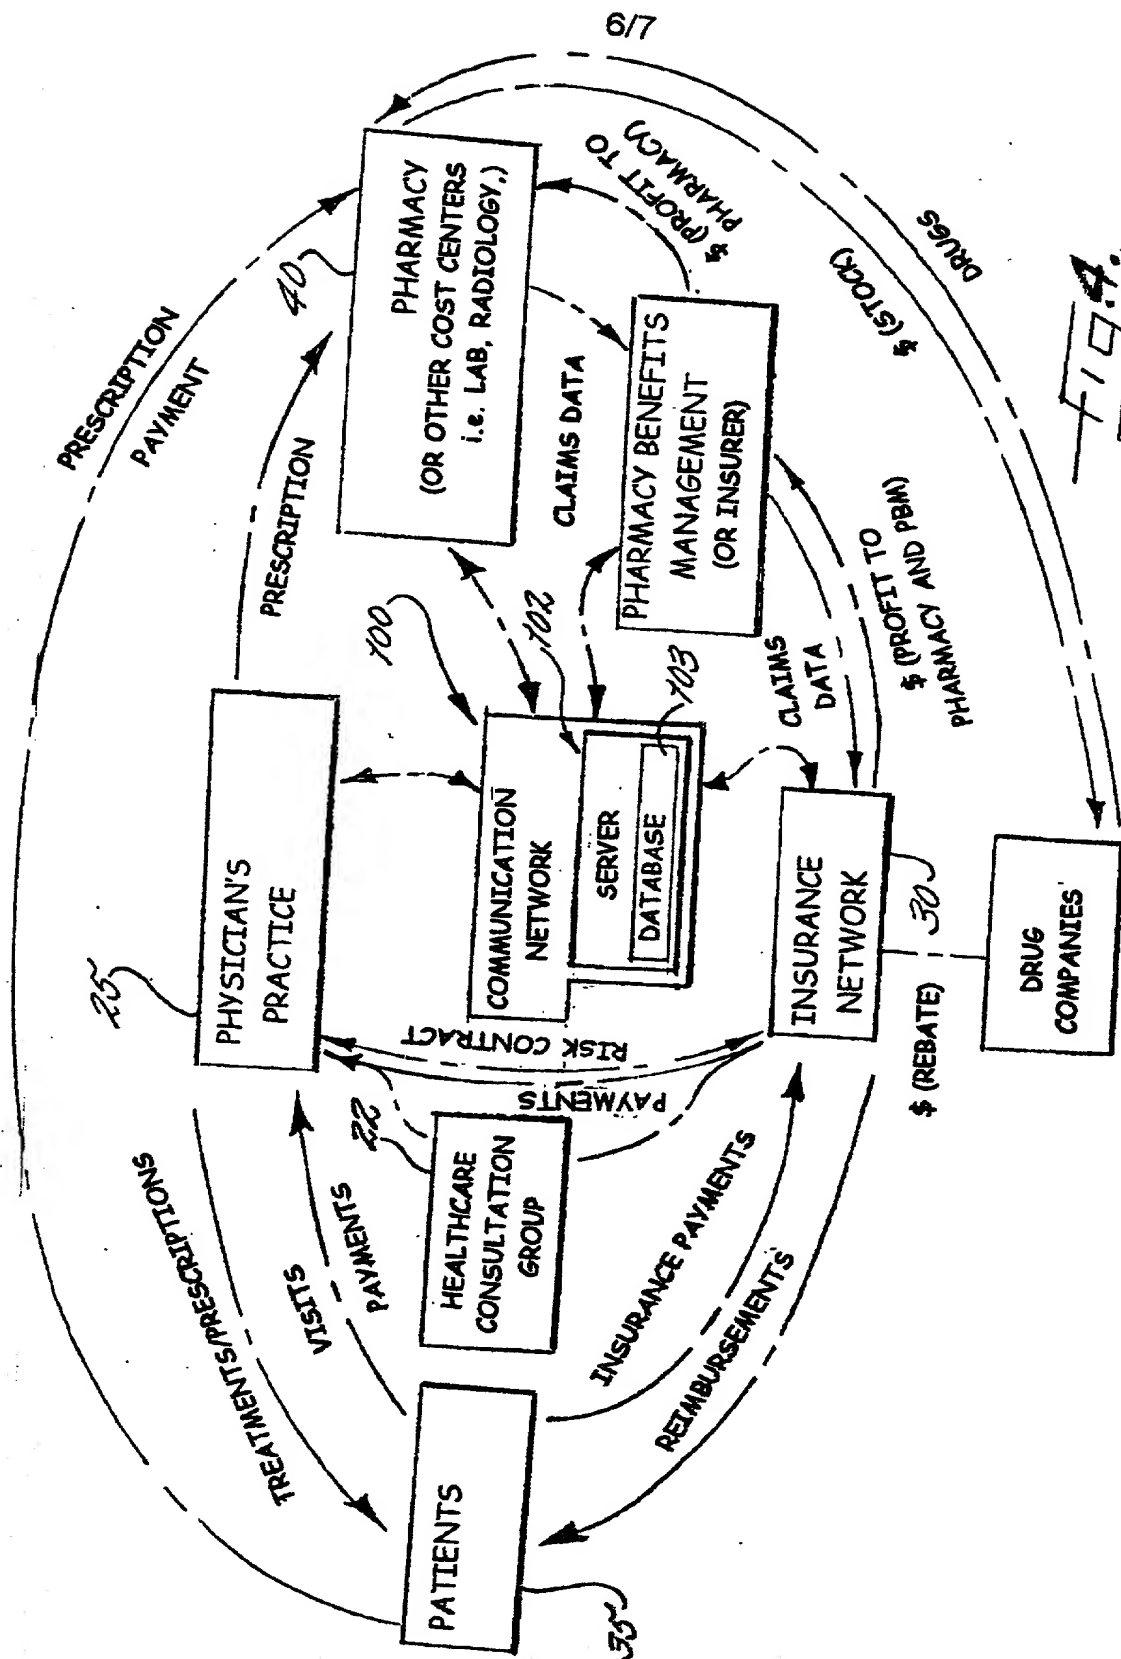 6/7
PRESCRIPTION
PAYMENT
PRESCRIPTION
40
PHARMACY
(OR OTHER COST CENTERS
i.e. LAB, RADIOLOGY,)
$ (PROFIT TO
PHARMACY)
DRUGS
$ (STOCK)
CLAIMS DATA
PHARMACY BENEFITS
MANAGEMENT
(OR INSURER)
100
102
103
COMMUNICATION
NETWORK
SERVER
DATABASE
CLAIMS
DATA
$ (PROFIT TO
PHARMACY AND PBM)
25
PHYSICIAN'S
PRACTICE
RISK CONTRACT
PAYMENTS
INSURANCE
NETWORK
30
$ (REBATE)
DRUG
COMPANIES
TREATMENTS/PRESCRIPTIONS
VISITS
PAYMENTS
22
HEALTHCARE
CONSULTATION
GROUP
INSURANCE PAYMENTS
REIMBURSEMENTS
PATIENTS
35
FIG. 4.